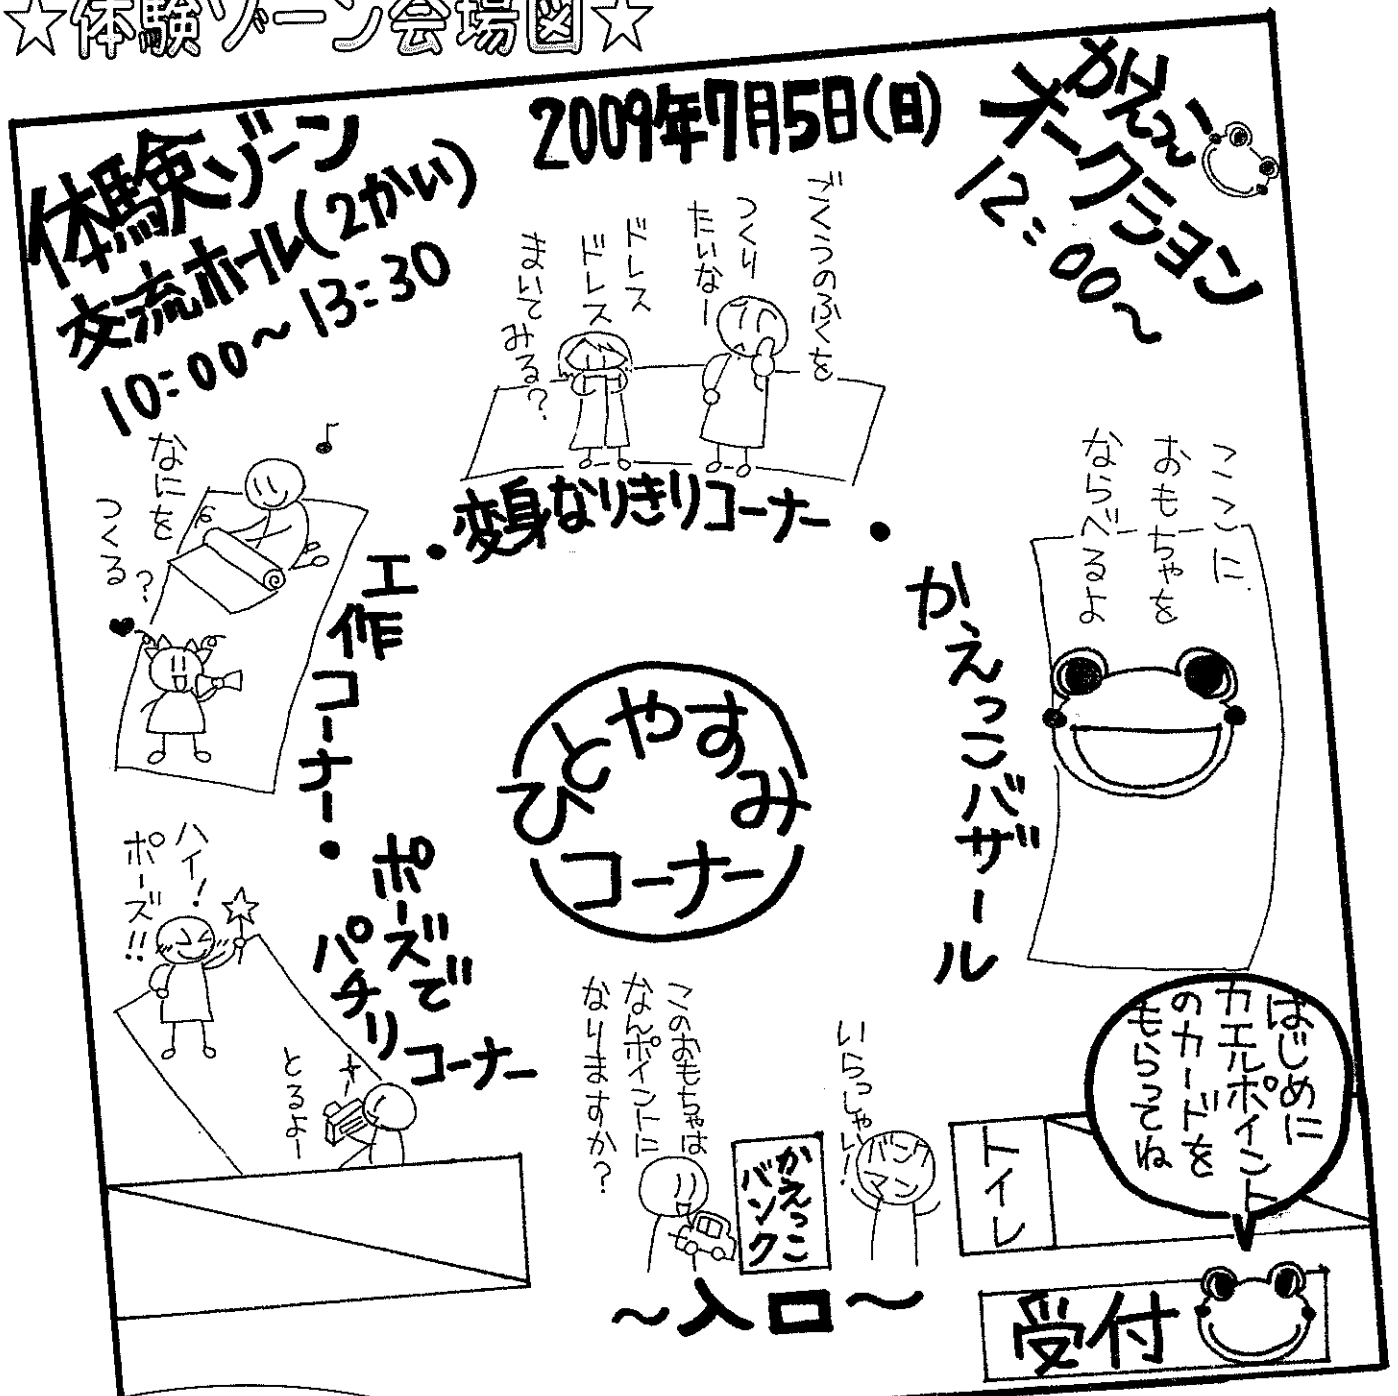 ☆体験ゾーン会場図☆
2009年7月5日(日)
体験ゾーン
交流ホール(2かい)
10:00~13:30
かえるオークション
12:00~
ごくうのふくを
つくり
たいなー
ドレス
ドレス
きいてみる?
・変身なりきりコーナー・
なにを
つくる?
工作コーナー・
ここに
おもちゃを
ならべるよ
かえっこバザール
ひとやすみ
コーナー
ハイ!
ポーズ!!
とるよー
ポーズで
パチリ
コーナー
このおもちゃは
なんポイントに
なりますか?
いらっしゃい!
バンクマン
かえっこ
バンク
トイレ
はじめに
カエルポイント
のカードを
もらってね
~入口~
受付